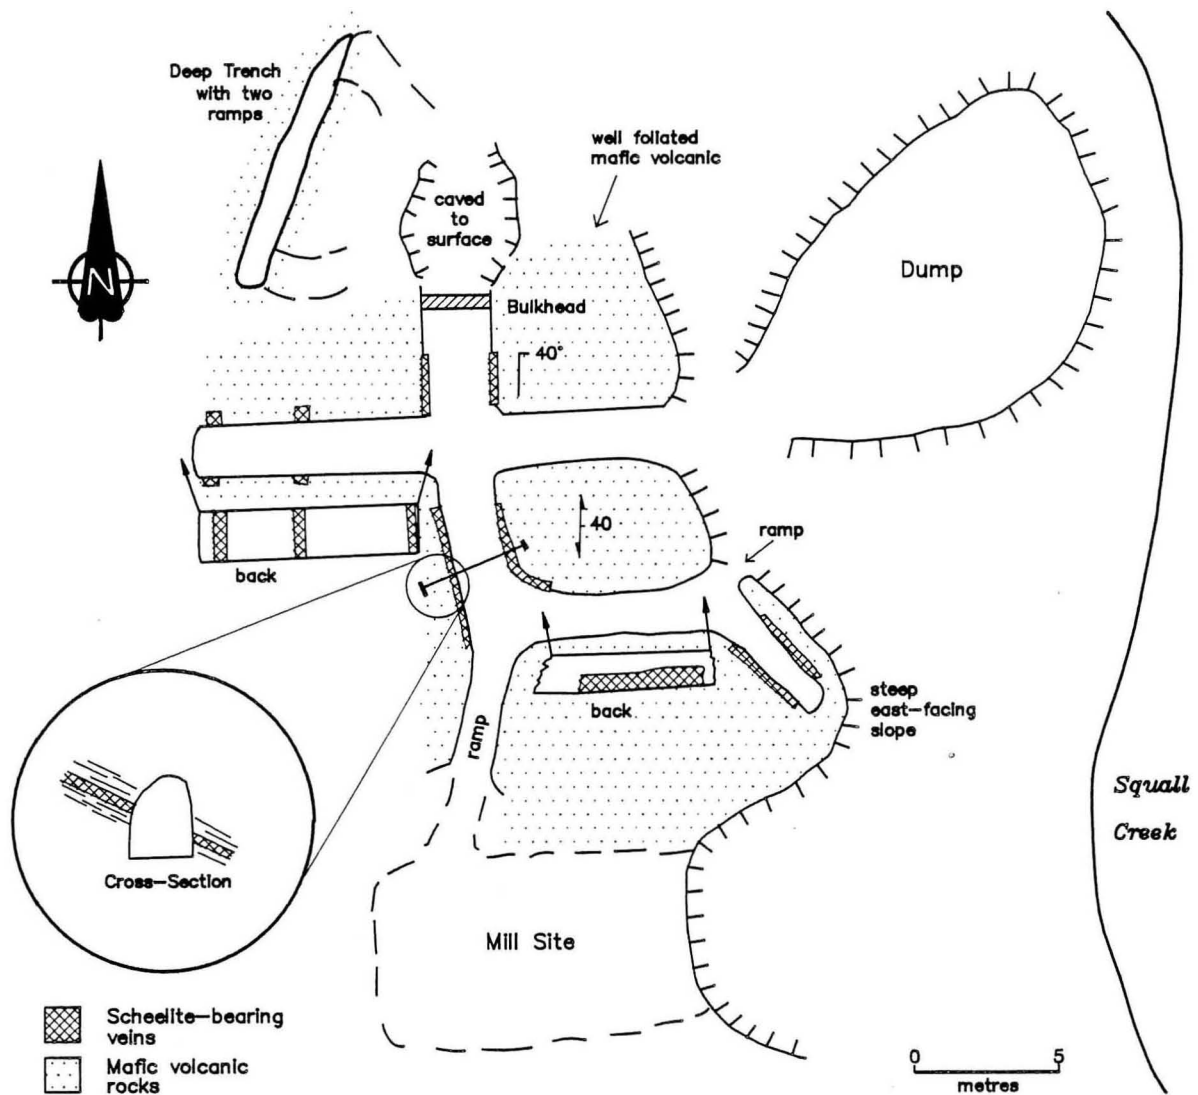 Deep Trench
with two
ramps
well foliated
mafic volcanic
caved
to
surface
Dump
N
Bulkhead
40°
40
ramp
back
back
ramp
steep
east-facing
slope
Squall
Creek
Cross-Section
Mill Site
Scheelite-bearing
veins
Mafic volcanic
rocks
0 5
metres